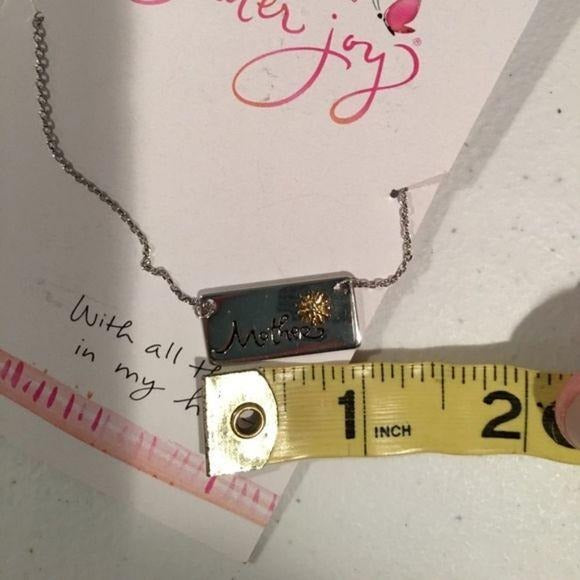 joy®
Mother
With all
in my
1 INCH 2